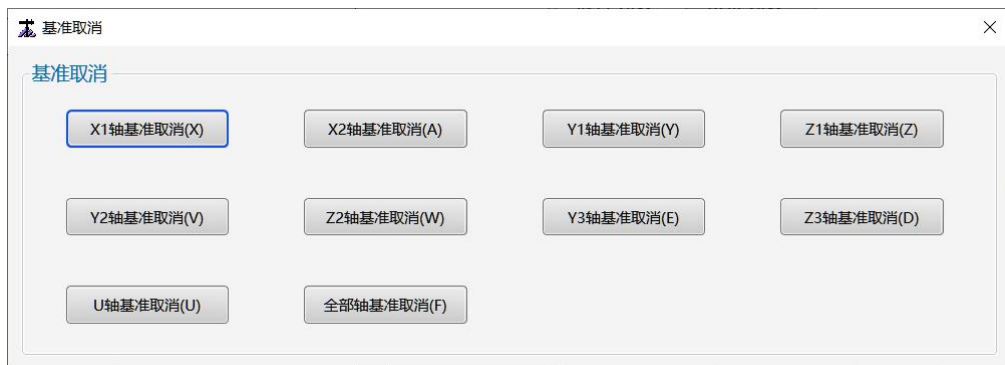 基准取消
基准取消
X1轴基准取消(X) X2轴基准取消(A) Y1轴基准取消(Y) Z1轴基准取消(Z)
Y2轴基准取消(V) Z2轴基准取消(W) Y3轴基准取消(E) Z3轴基准取消(D)
U轴基准取消(U) 全部轴基准取消(F)